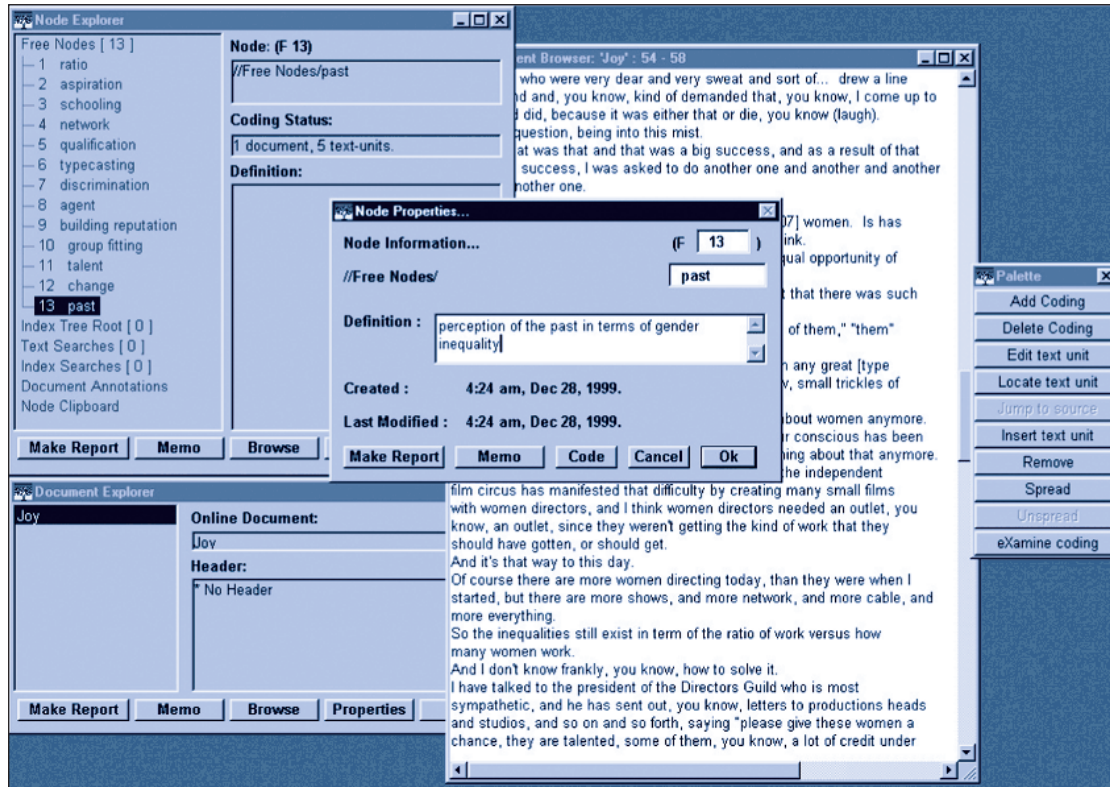 Node Explorer
Free Nodes [ 13 ]
1 ratio
2 aspiration
3 schooling
4 network
5 qualification
6 typecasting
7 discrimination
8 agent
9 building reputation
10 group fitting
11 talent
12 change
13 past
Index Tree Root [ 0 ]
Text Searches [ 0 ]
Index Searches [ 0 ]
Document Annotations
Node Clipboard
Node: (F 13)
//Free Nodes/past
Coding Status:
1 document, 5 text-units.
Definition:
Make Report Memo Browse
Document Explorer
Joy
Online Document:
Joy
Header:
* No Header
Make Report Memo Browse Properties
Node Properties...
Node Information... (F 13 )
//Free Nodes/ past
Definition : perception of the past in terms of gender
inequality
Created : 4:24 am, Dec 28, 1999.
Last Modified : 4:24 am, Dec 28, 1999.
Make Report Memo Code Cancel Ok
Browser: 'Joy' : 54 - 58
who were very dear and very sweat and sort of... drew a line
and, you know, kind of demanded that, you know, I come up to
did, because it was either that or die, you know (laugh).
question, being into this mist.
at was that and that was a big success, and as a result of that
success, I was asked to do another one and another and another
another one.
women. Is has
equal opportunity of
that there was such
of them," "them"
any great [type
small trickles of
about women anymore.
conscious has been
about that anymore.
the independent
film circus has manifested that difficulty by creating many small films
with women directors, and I think women directors needed an outlet, you
know, an outlet, since they weren't getting the kind of work that they
should have gotten, or should get.
And it's that way to this day.
Of course there are more women directing today, than they were when I
started, but there are more shows, and more network, and more cable, and
more everything.
So the inequalities still exist in term of the ratio of work versus how
many women work.
And I don't know frankly, you know, how to solve it.
I have talked to the president of the Directors Guild who is most
sympathetic, and he has sent out, you know, letters to productions heads
and studios, and so on and so forth, saying "please give these women a
chance, they are talented, some of them, you know, a lot of credit under
Palette
Add Coding
Delete Coding
Edit text unit
Locate text unit
Jump to source
Insert text unit
Remove
Spread
Unspread
eXamine coding